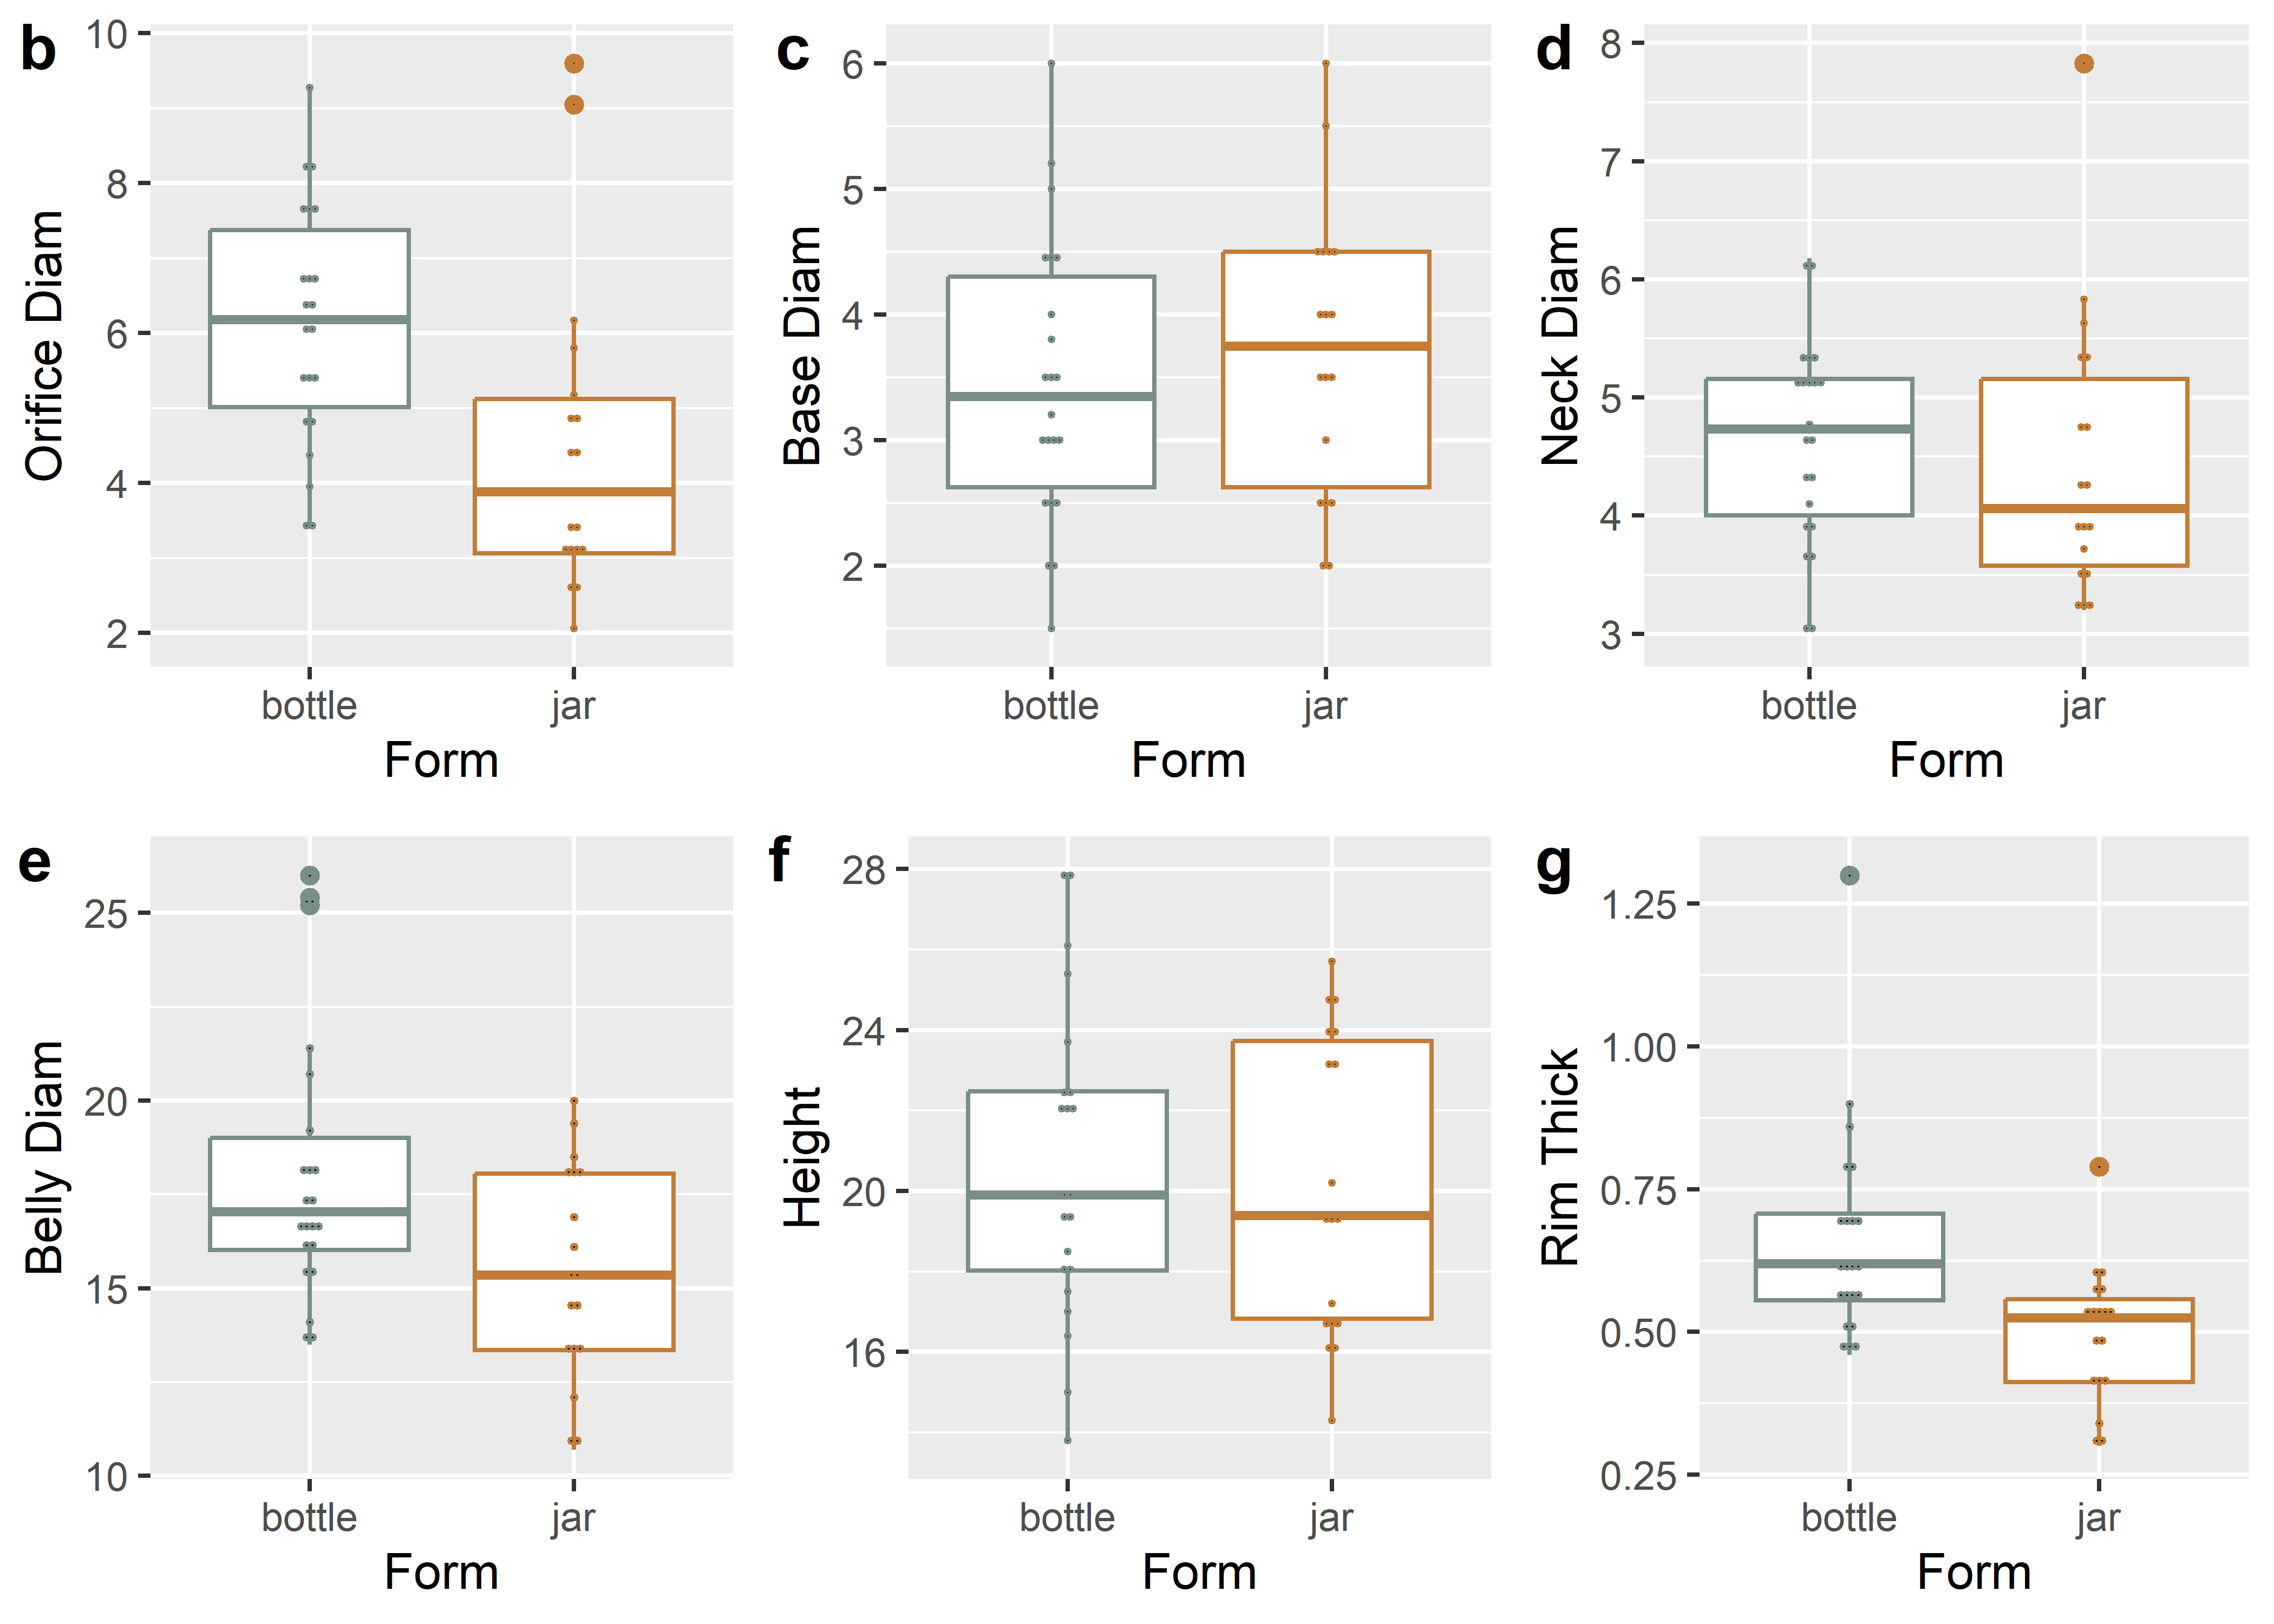 b
10
8
6
4
2
Orifice Diam
bottle jar
Form
c
6
5
4
3
2
Base Diam
bottle jar
Form
d
8
7
6
5
4
3
Neck Diam
bottle jar
Form
e
25
20
15
10
Belly Diam
bottle jar
Form
f
28
24
20
16
Height
bottle jar
Form
g
1.25
1.00
0.75
0.50
0.25
Rim Thick
bottle jar
Form